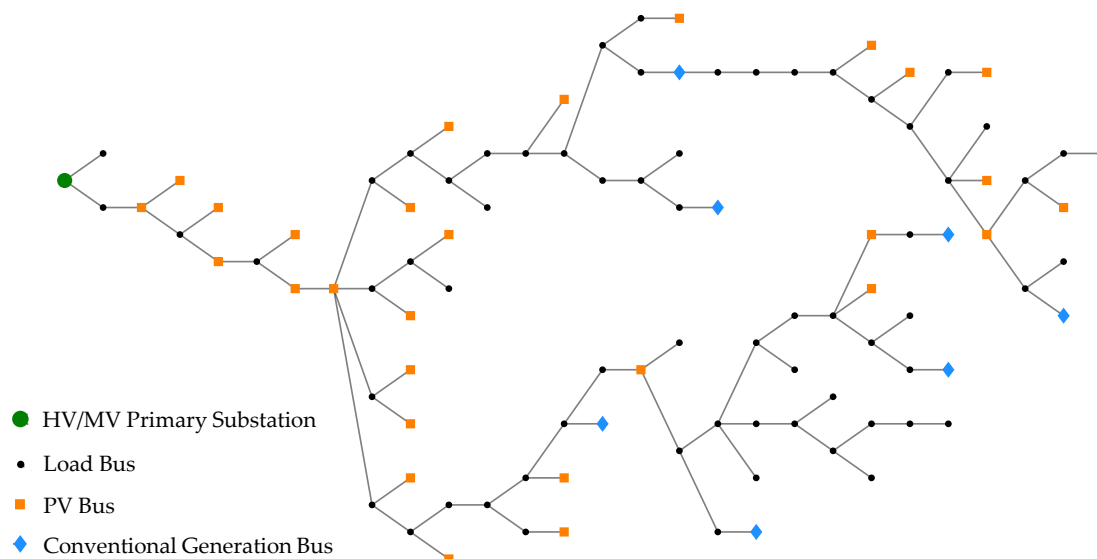 HV/MV Primary Substation
Load Bus
PV Bus
Conventional Generation Bus